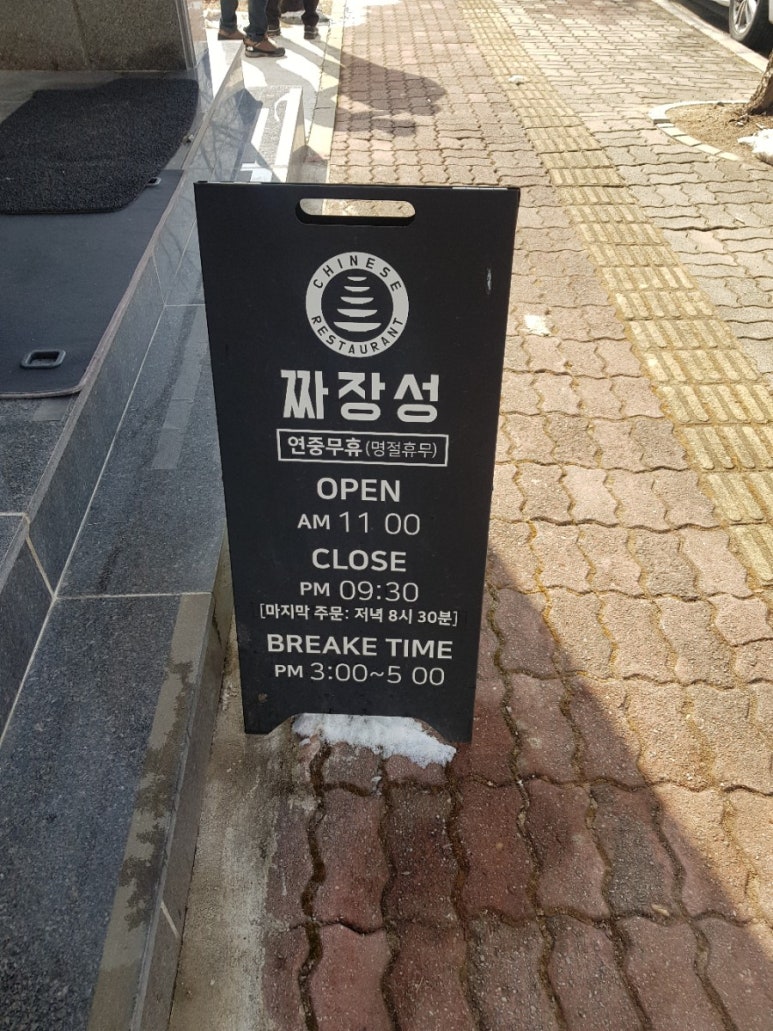 CHINESE
RESTAURANT
짜장성
연중무휴(명절휴무)
OPEN
AM 11 00
CLOSE
PM 09:30
[마지막 주문: 저녁 8시 30분]
BREAKE TIME
PM 3:00~5 00